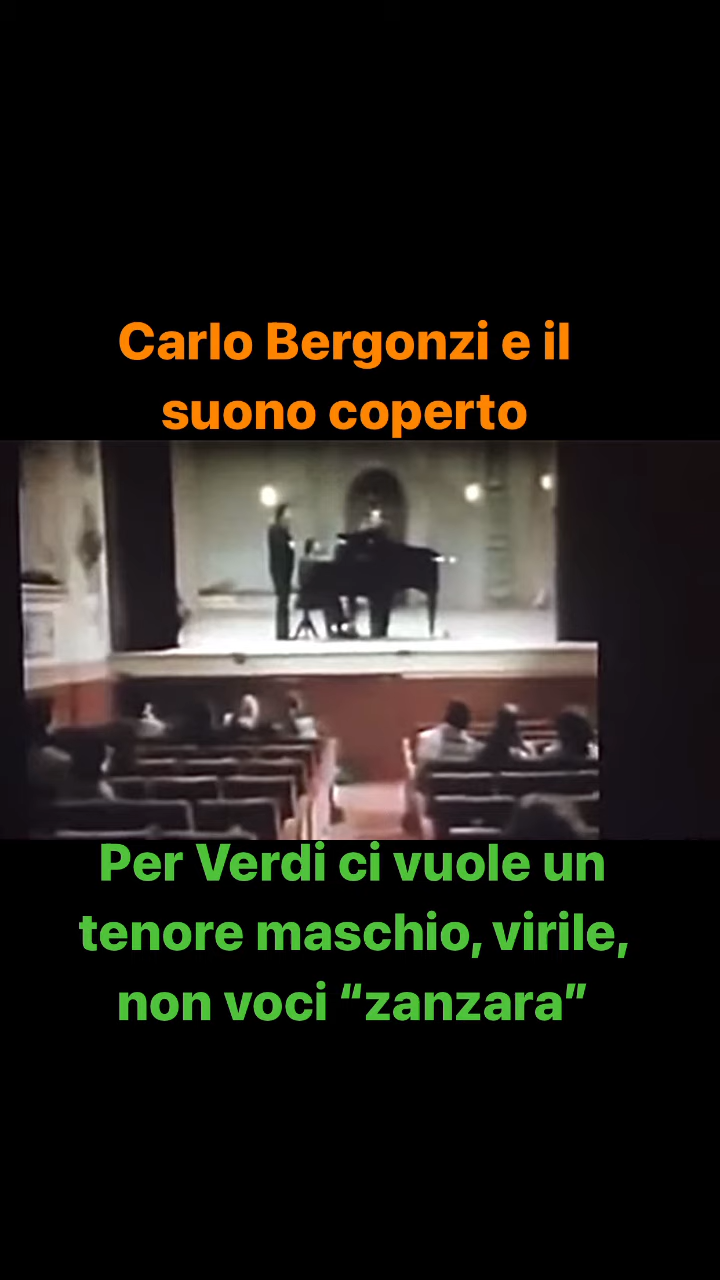 Carlo Bergonzi e il
suono coperto
Per Verdi ci vuole un
tenore maschio, virile,
non voci “zanzara”